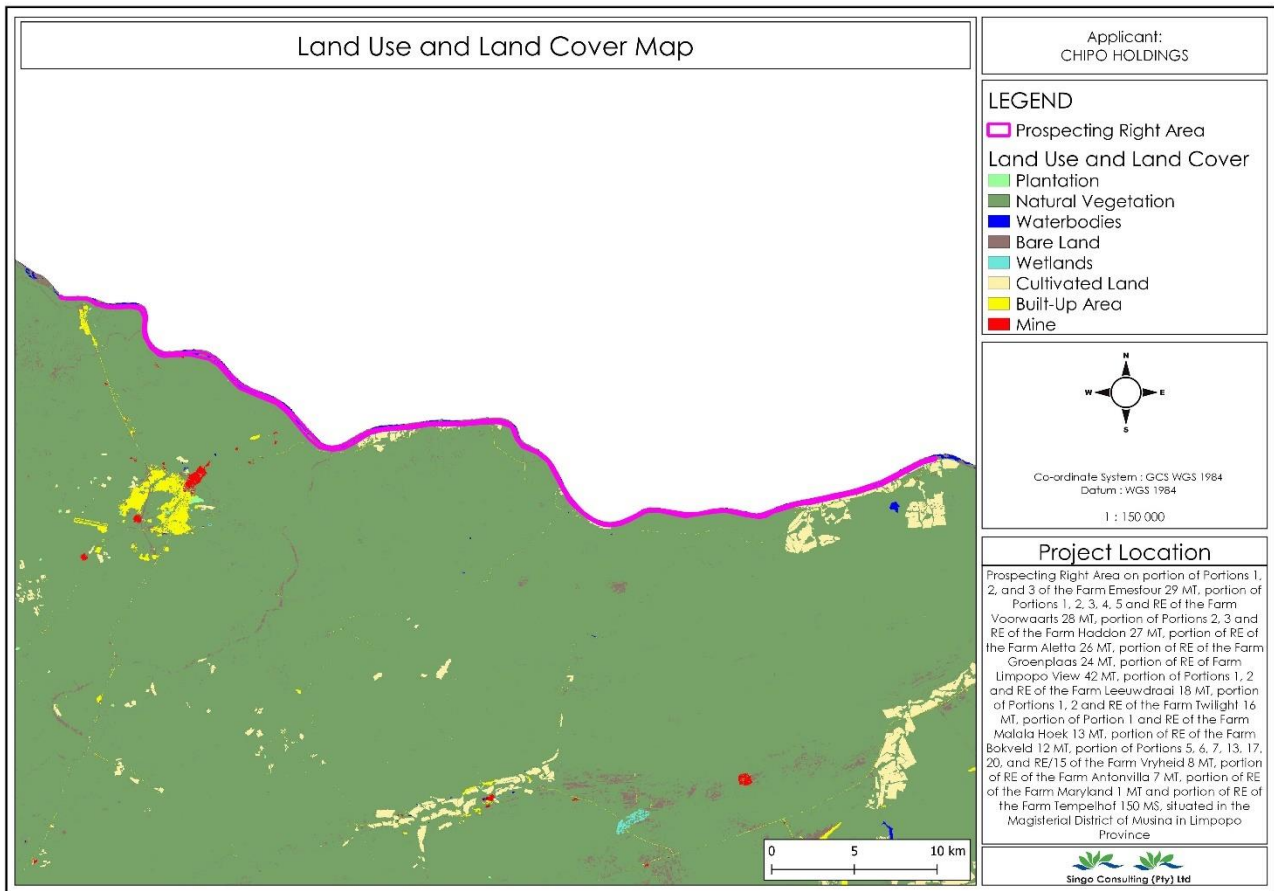 Land Use and Land Cover Map
Applicant:
CHIPO HOLDINGS
LEGEND
Prospecting Right Area
Land Use and Land Cover
Plantation
Natural Vegetation
Waterbodies
Bare Land
Wetlands
Cultivated Land
Built-Up Area
Mine
N
W E
S
Co-ordinate System : GCS WGS 1984
Datum : WGS 1984
1 : 150 000
Project Location
Prospecting Right Area on portion of Portions 1,
2, and 3 of the Farm Emesfour 29 MT, portion of
Portions 1, 2, 3, 4, 5 and RE of the Farm
Voorwaarts 28 MT, portion of Portions 2, 3 and
RE of the Farm Haddon 27 MT, portion of RE of
the Farm Aletta 26 MT, portion of RE of the Farm
Groenplaas 24 MT, portion of RE of Farm
Limpopo View 42 MT, portion of Portions 1, 2
and RE of the Farm Leeuwdraai 18 MT, portion
of Portions 1, 2 and RE of the Farm Twilight 16
MT, portion of Portion 1 and RE of the Farm
Malala Hoek 13 MT, portion of RE of the Farm
Bokveld 12 MT, portion of Portions 5, 6, 7, 13, 17,
20, and RE/15 of the Farm Vryheid 8 MT, portion
of RE of the Farm Antonvilla 7 MT, portion of RE
of the Farm Maryland 1 MT and portion of RE of
the Farm Tempelhof 150 MS, situated in the
Magisterial District of Musina in Limpopo
Province
0 5 10 km
Singo Consulting (Pty) Ltd